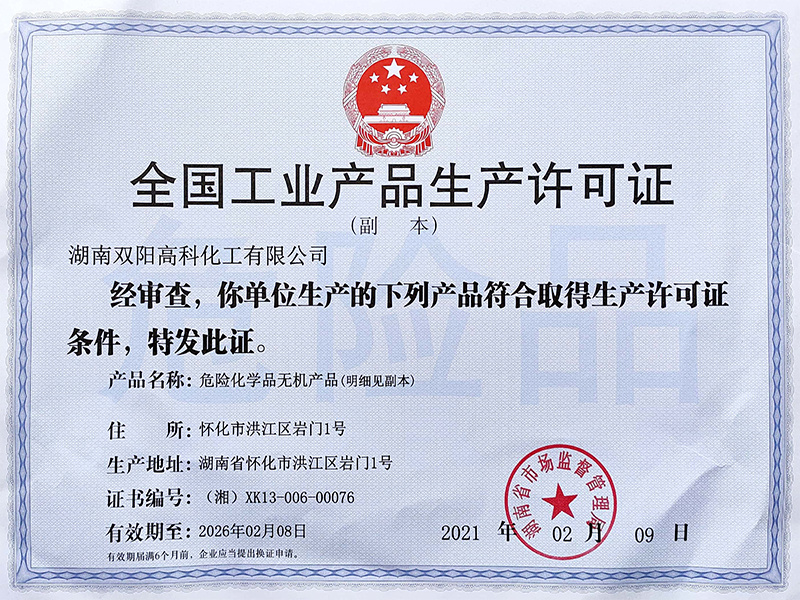 全国工业产品生产许可证
（副 本）
危险品
湖南双阳高科化工有限公司
经审查，你单位生产的下列产品符合取得生产许可证
条件，特发此证。
产品名称：危险化学品无机产品(明细见副本)
住 所：怀化市洪江区岩门1号
生产地址：湖南省怀化市洪江区岩门1号
证书编号：（湘）XK13-006-00076
有效期至：2026年02月08日
有效期届满6个月前，企业应当提出换证申请。
2021 年 02 月 09 日
湖南省市场监督管理局